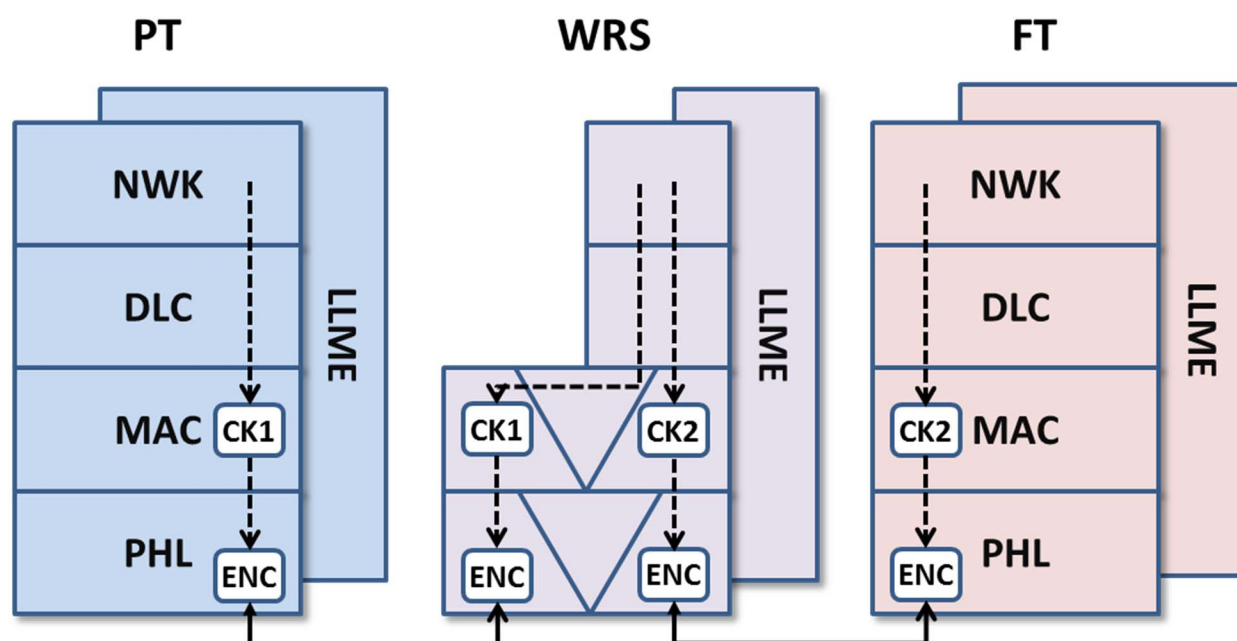 PT
WRS
FT
NWK
DLC
MAC
PHL
CK1
ENC
LLME
CK1
CK2
ENC
ENC
LLME
NWK
DLC
MAC
PHL
CK2
ENC
LLME